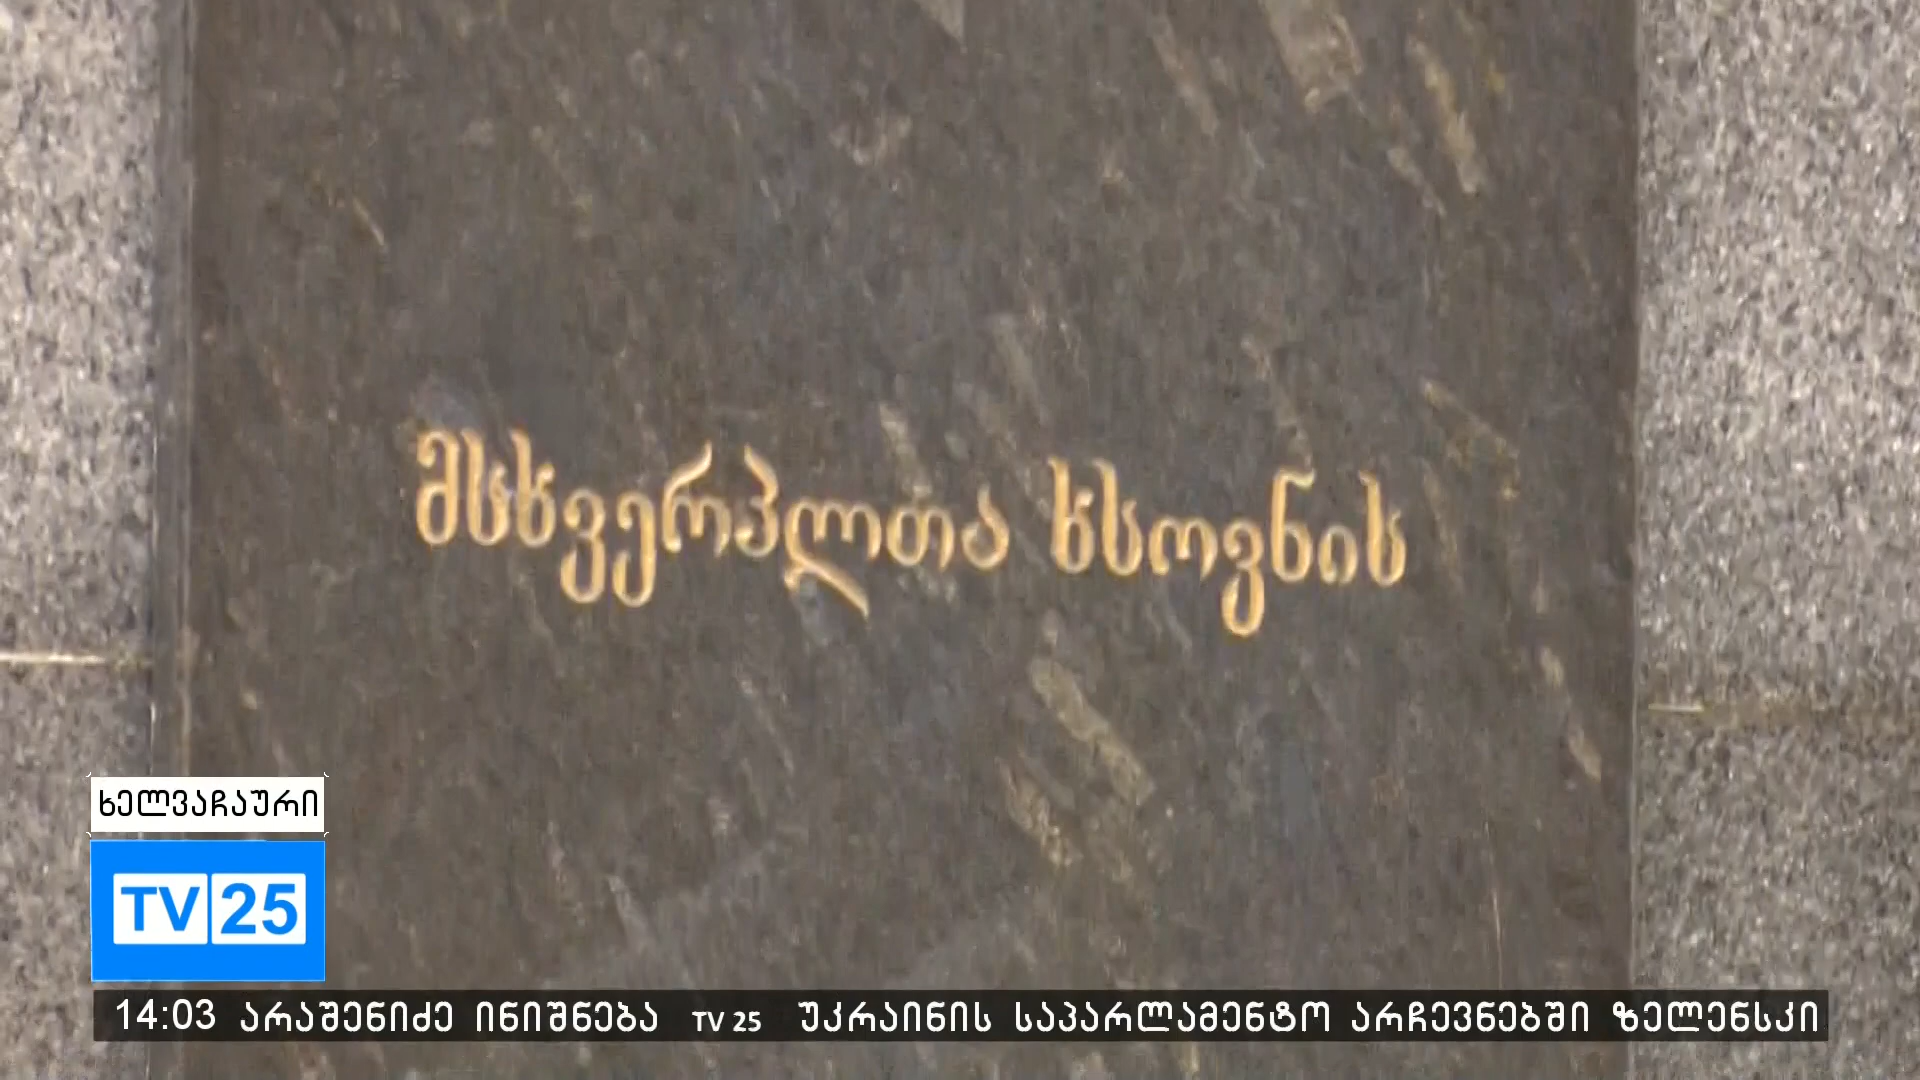 მსხვერპლთა ხსოვნის
ხელვაჩაური
TV 25
14:03 არაშენიძე ინიშნება TV 25 უკრაინის საპარლამენტო არჩევნებში ზელენსკი